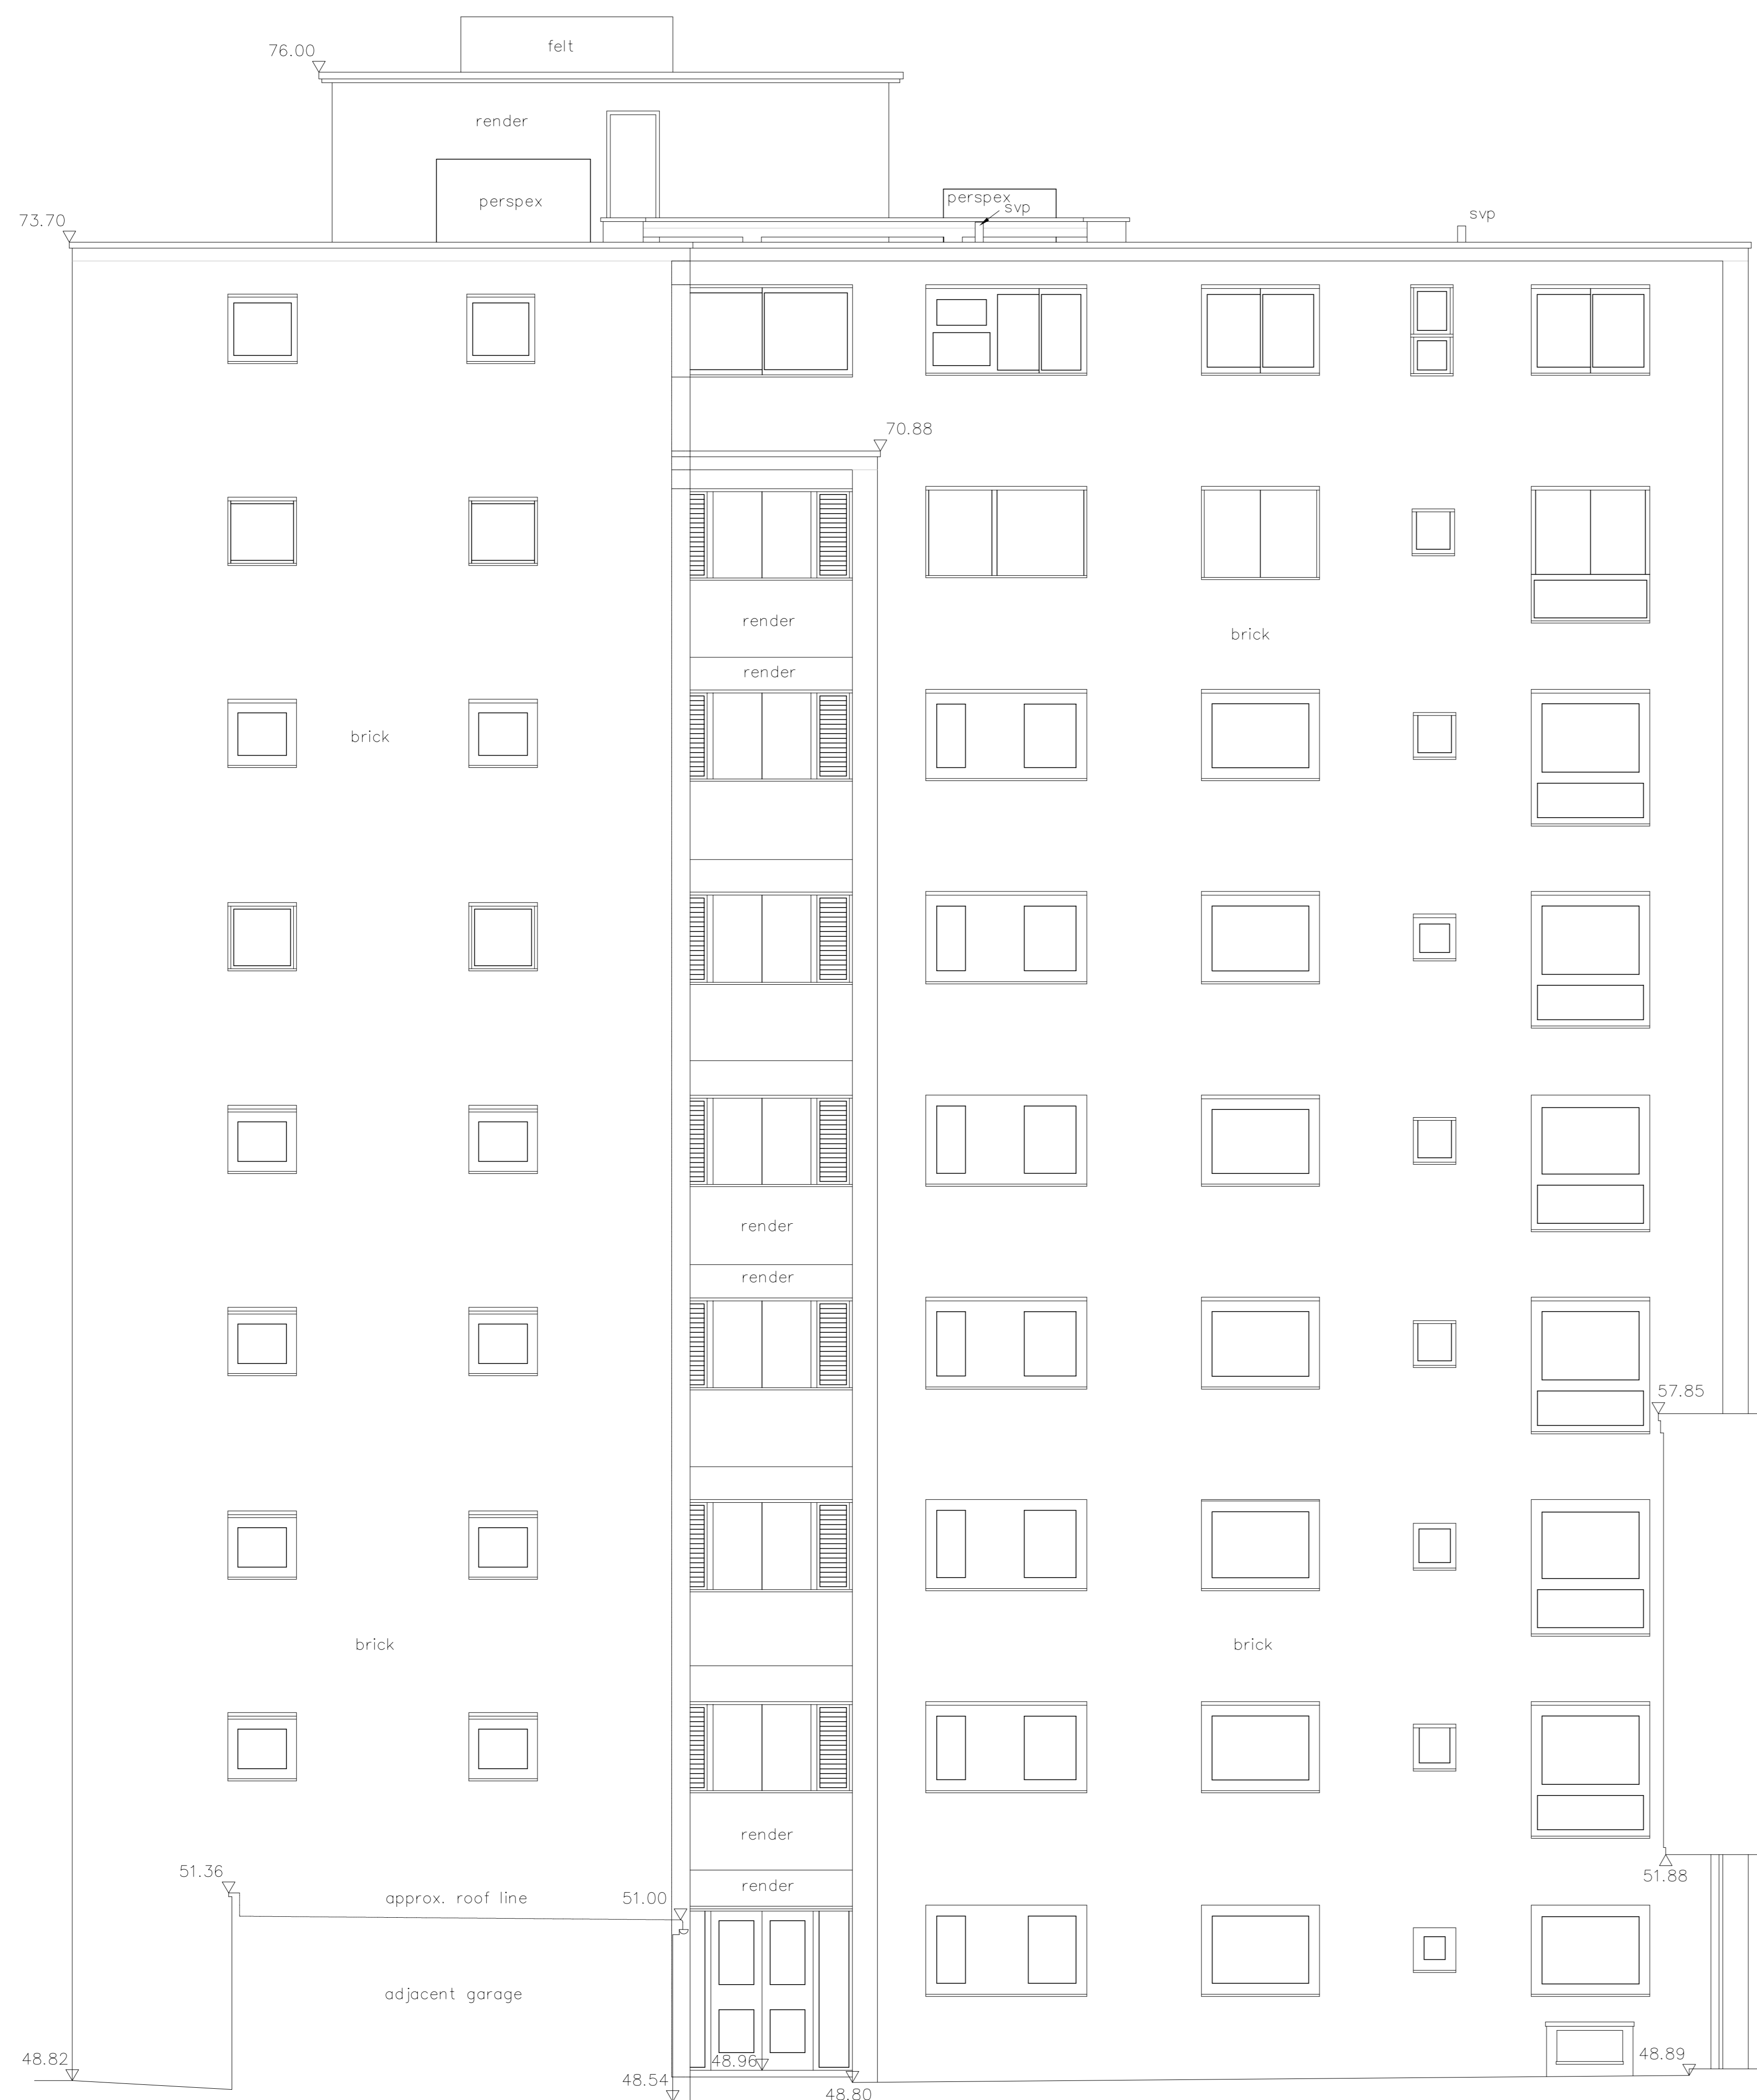 felt
76.00
render
perspex
perspex
svp
svp
73.70
70.88
render
brick
render
brick
render
render
57.85
brick
brick
render
51.88
51.36
approx. roof line
51.00
render
adjacent garage
48.82
48.54
48.96
48.80
48.89